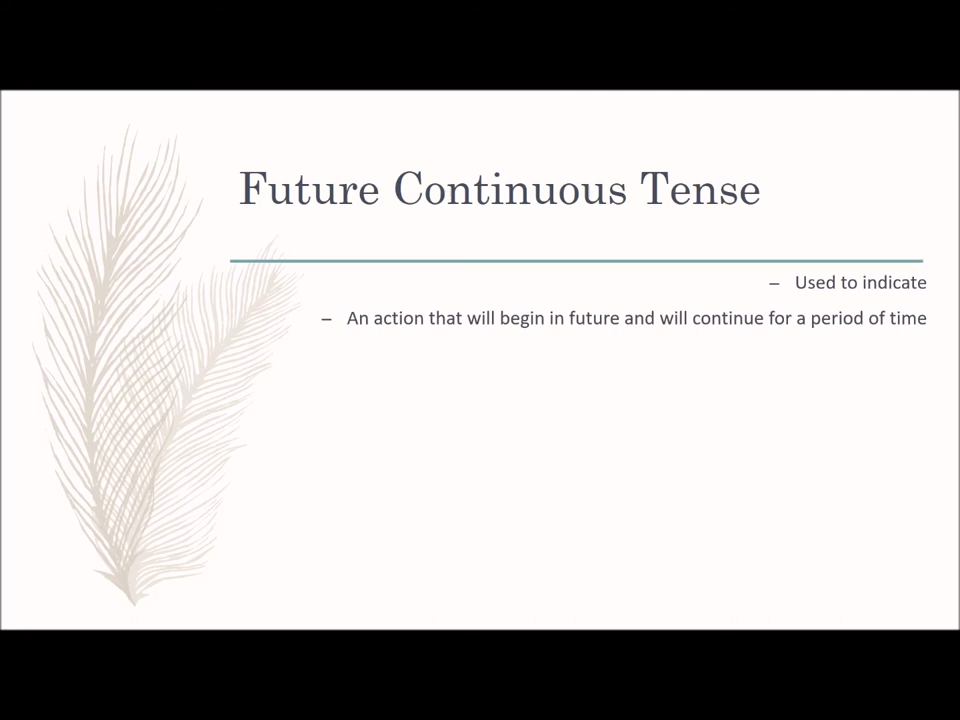 Future Continuous Tense
– Used to indicate
– An action that will begin in future and will continue for a period of time